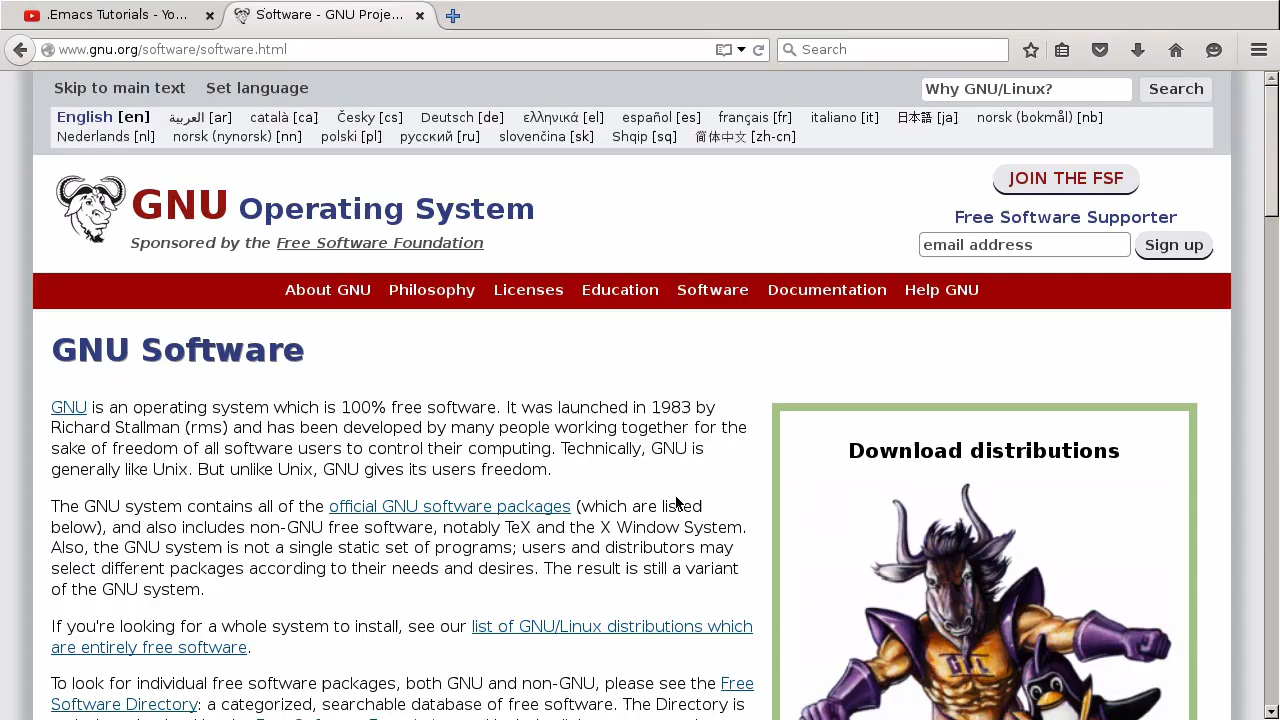 .Emacs Tutorials - Yo...
Software - GNU Proje...
www.gnu.org/software/software.html
Search
Skip to main text
Set language
Why GNU/Linux?
Search
English [en] العربية [ar] català [ca] Česky [cs] Deutsch [de] ελληνικά [el] español [es] français [fr] italiano [it] 日本語 [ja] norsk (bokmål) [nb]
Nederlands [nl] norsk (nynorsk) [nn] polski [pl] русский [ru] slovenčina [sk] Shqip [sq] 简体中文 [zh-cn]
JOIN THE FSF
GNU Operating System
Free Software Supporter
Sponsored by the Free Software Foundation
email address
Sign up
About GNU Philosophy Licenses Education Software Documentation Help GNU
GNU Software
GNU is an operating system which is 100% free software. It was launched in 1983 by
Richard Stallman (rms) and has been developed by many people working together for the
sake of freedom of all software users to control their computing. Technically, GNU is
generally like Unix. But unlike Unix, GNU gives its users freedom.
The GNU system contains all of the official GNU software packages (which are listed
below), and also includes non-GNU free software, notably TeX and the X Window System.
Also, the GNU system is not a single static set of programs; users and distributors may
select different packages according to their needs and desires. The result is still a variant
of the GNU system.
If you're looking for a whole system to install, see our list of GNU/Linux distributions which
are entirely free software.
To look for individual free software packages, both GNU and non-GNU, please see the Free
Software Directory: a categorized, searchable database of free software. The Directory is
Download distributions